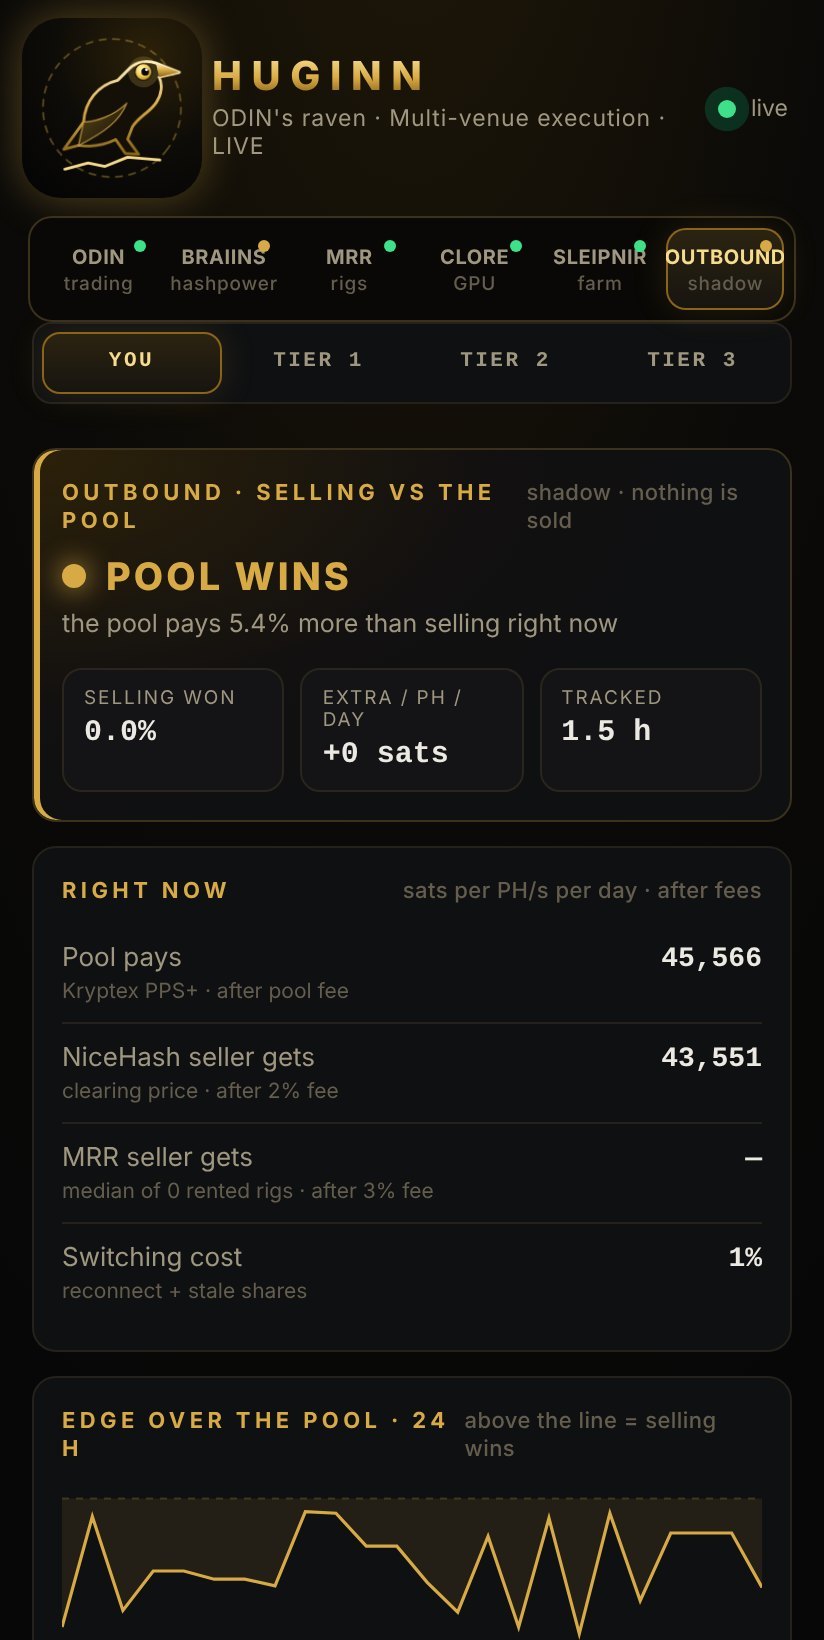 HUGINN
ODIN's raven · Multi-venue execution ·
LIVE
live
ODIN
trading
BRAIINS
hashpower
MRR
rigs
CLORE
GPU
SLEIPNIR
farm
OUTBOUND
shadow
YOU
TIER 1
TIER 2
TIER 3
OUTBOUND · SELLING VS THE
POOL
shadow · nothing is
sold
POOL WINS
the pool pays 5.4% more than selling right now
SELLING WON
0.0%
EXTRA / PH /
DAY
+0 sats
TRACKED
1.5 h
RIGHT NOW
sats per PH/s per day · after fees
Pool pays
45,566
Kryptex PPS+ · after pool fee
NiceHash seller gets
43,551
clearing price · after 2% fee
MRR seller gets
—
median of 0 rented rigs · after 3% fee
Switching cost
1%
reconnect + stale shares
EDGE OVER THE POOL · 24
H
above the line = selling
wins